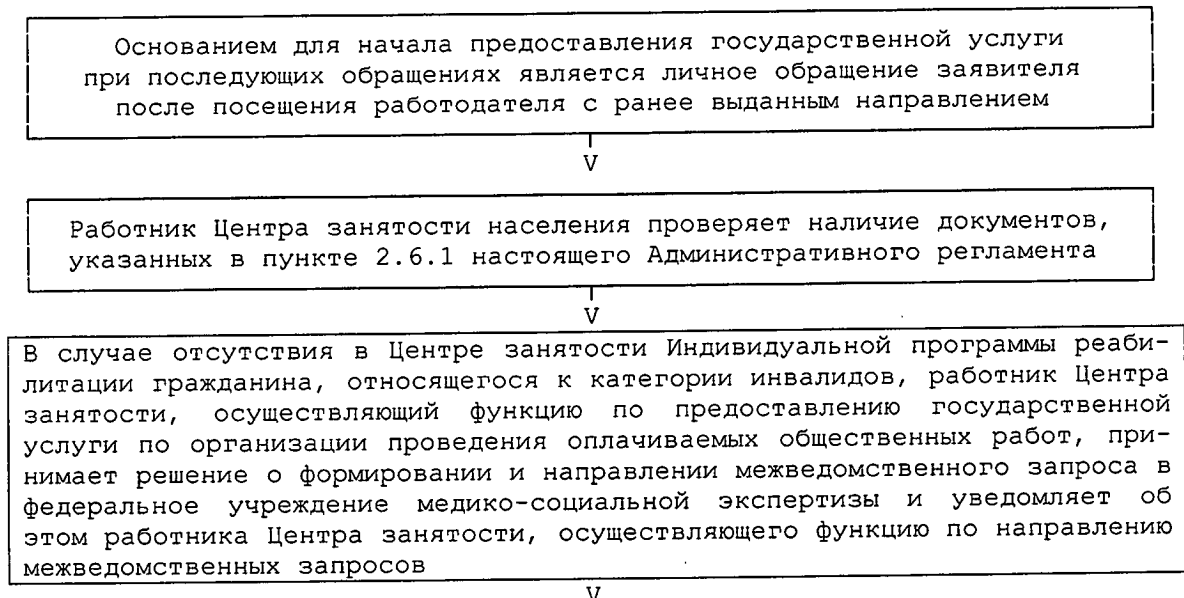 Основанием для начала предоставления государственной услуги
при последующих обращениях является личное обращение заявителя
после посещения работодателя с ранее выданным направлением
V
Работник Центра занятости населения проверяет наличие документов,
указанных в пункте 2.6.1 настоящего Административного регламента
V
В случае отсутствия в Центре занятости Индивидуальной программы реаби-
литации гражданина, относящегося к категории инвалидов, работник Центра
занятости, осуществляющий функцию по предоставлению государственной
услуги по организации проведения оплачиваемых общественных работ, при-
нимает решение о формировании и направлении межведомственного запроса в
федеральное учреждение медико-социальной экспертизы и уведомляет об
этом работника Центра занятости, осуществляющего функцию по направлению
межведомственных запросов
V